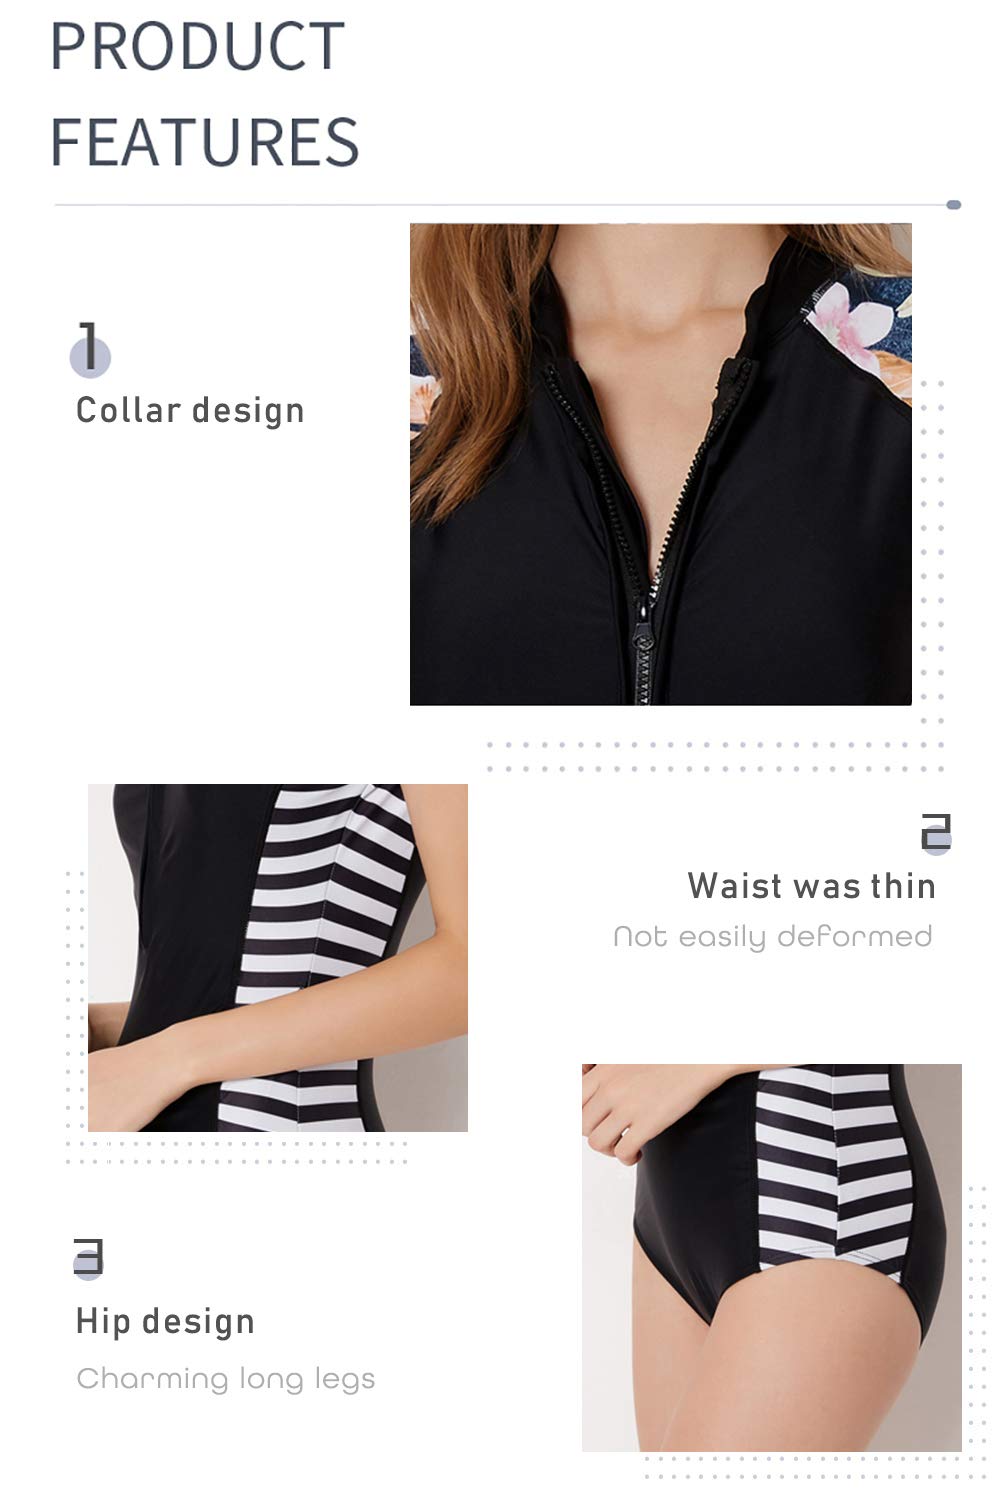 PRODUCT
FEATURES
1
Collar design
2
Waist was thin
Not easily deformed
3
Hip design
Charming long legs